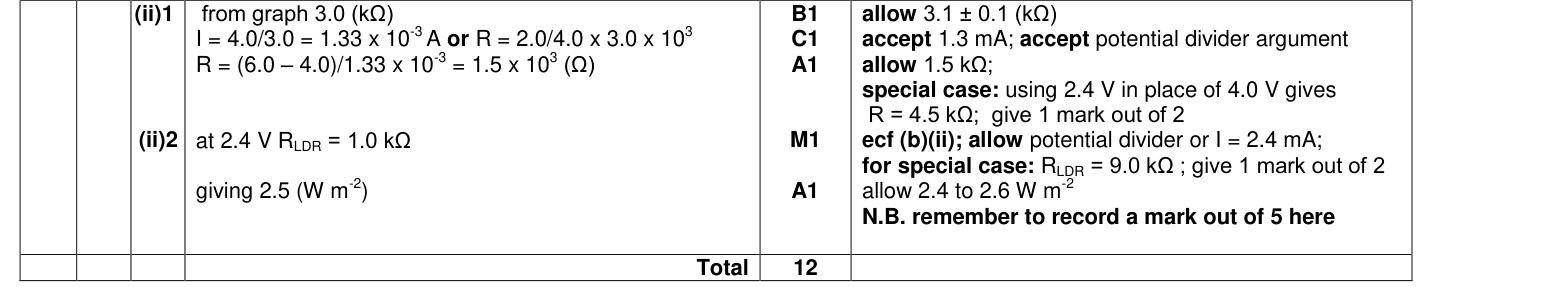 (ii)1 from graph 3.0 (kΩ) B1 allow 3.1 ± 0.1 (kΩ)
I = 4.0/3.0 = 1.33 x 10⁻³ A or R = 2.0/4.0 x 3.0 x 10³ C1 accept 1.3 mA; accept potential divider argument
R = (6.0 – 4.0)/1.33 x 10⁻³ = 1.5 x 10³ (Ω) A1 allow 1.5 kΩ;
special case: using 2.4 V in place of 4.0 V gives
R = 4.5 kΩ; give 1 mark out of 2
(ii)2 at 2.4 V R_LDR = 1.0 kΩ M1 ecf (b)(ii); allow potential divider or I = 2.4 mA;
for special case: R_LDR = 9.0 kΩ ; give 1 mark out of 2
giving 2.5 (W m⁻²) A1 allow 2.4 to 2.6 W m⁻²
N.B. remember to record a mark out of 5 here
Total 12